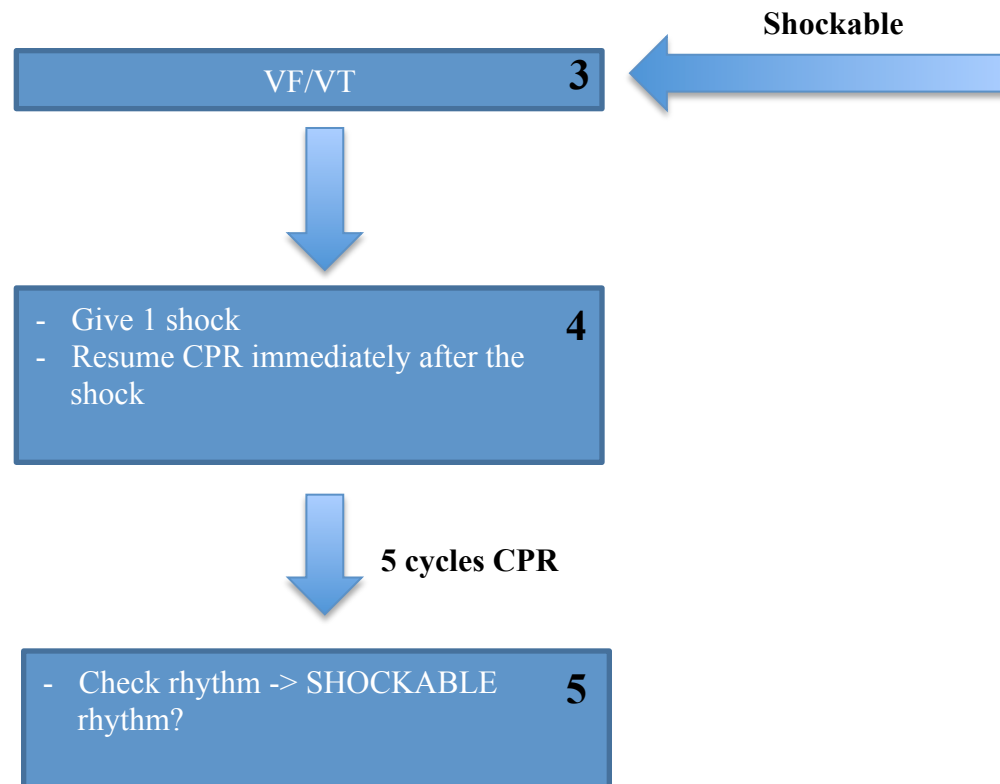 Shockable
VF/VT
3
- Give 1 shock
4
- Resume CPR immediately after the
shock
5 cycles CPR
- Check rhythm -> SHOCKABLE
5
rhythm?